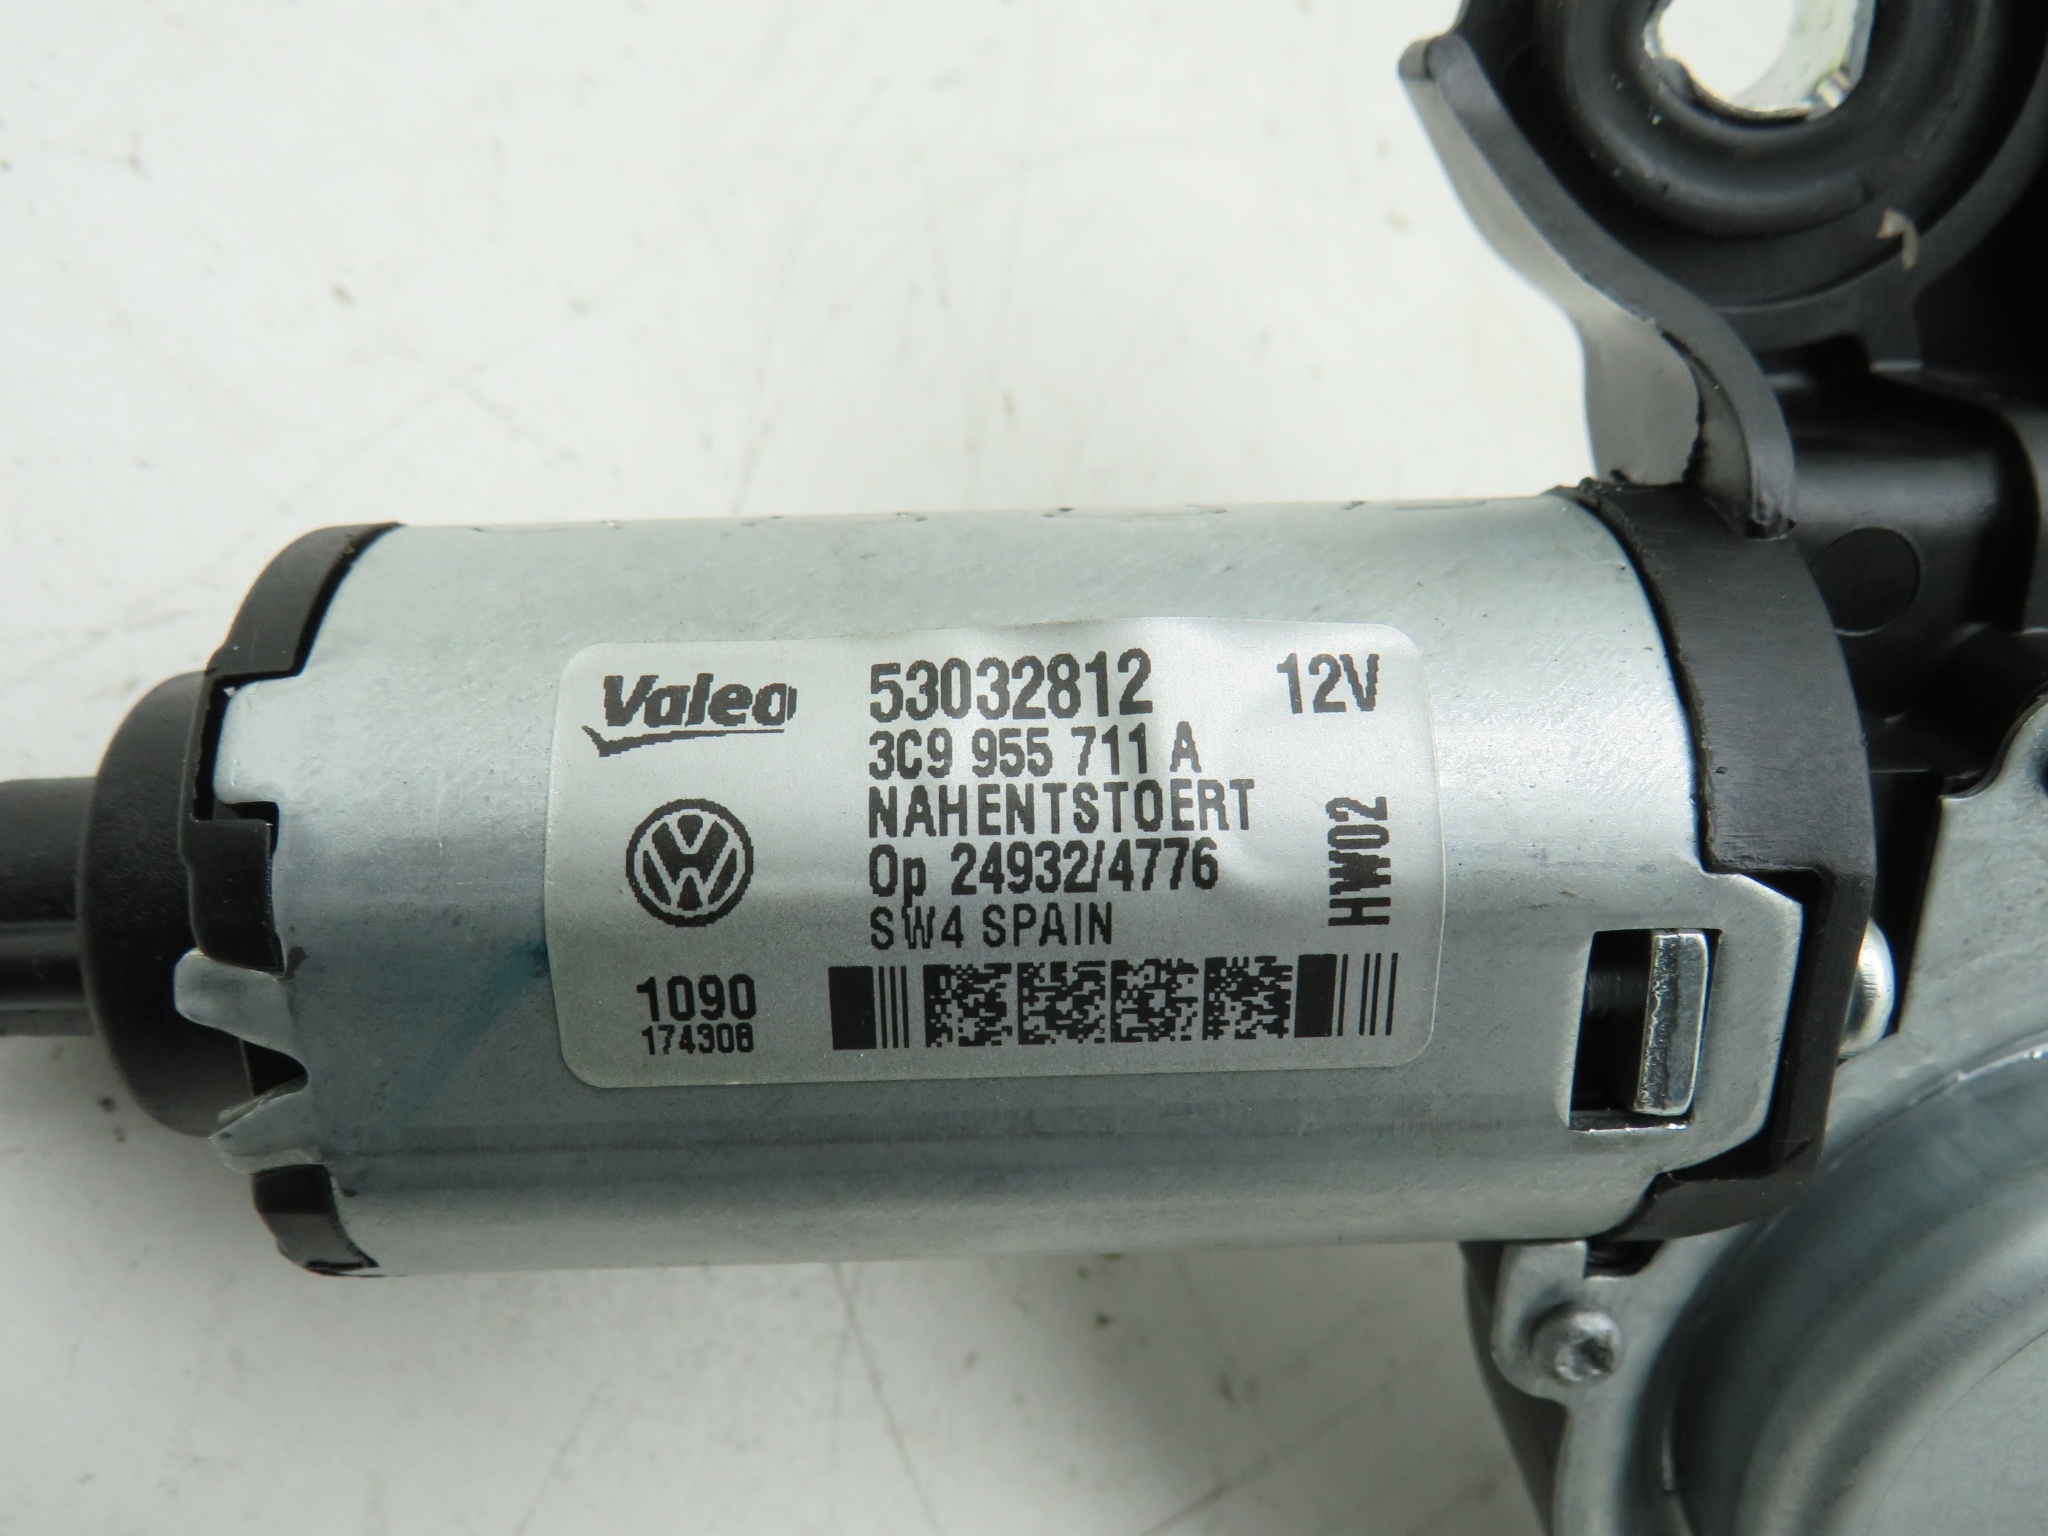 Valeo 53032812 12V
3C9 955 711 A
NAHENTSTOERT
Op 24932/4776
SW4 SPAIN
HW02
1090
174308